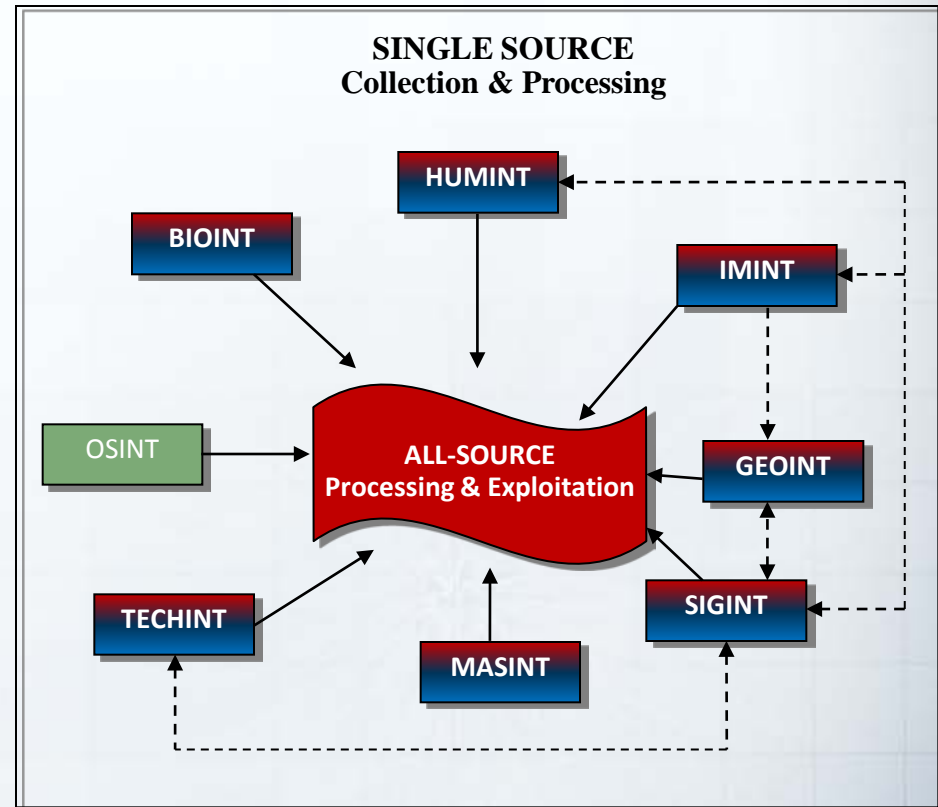 SINGLE SOURCE
Collection & Processing
HUMINT
BIOINT
IMINT
OSINT
ALL-SOURCE
Processing & Exploitation
GEOINT
TECHINT
SIGINT
MASINT